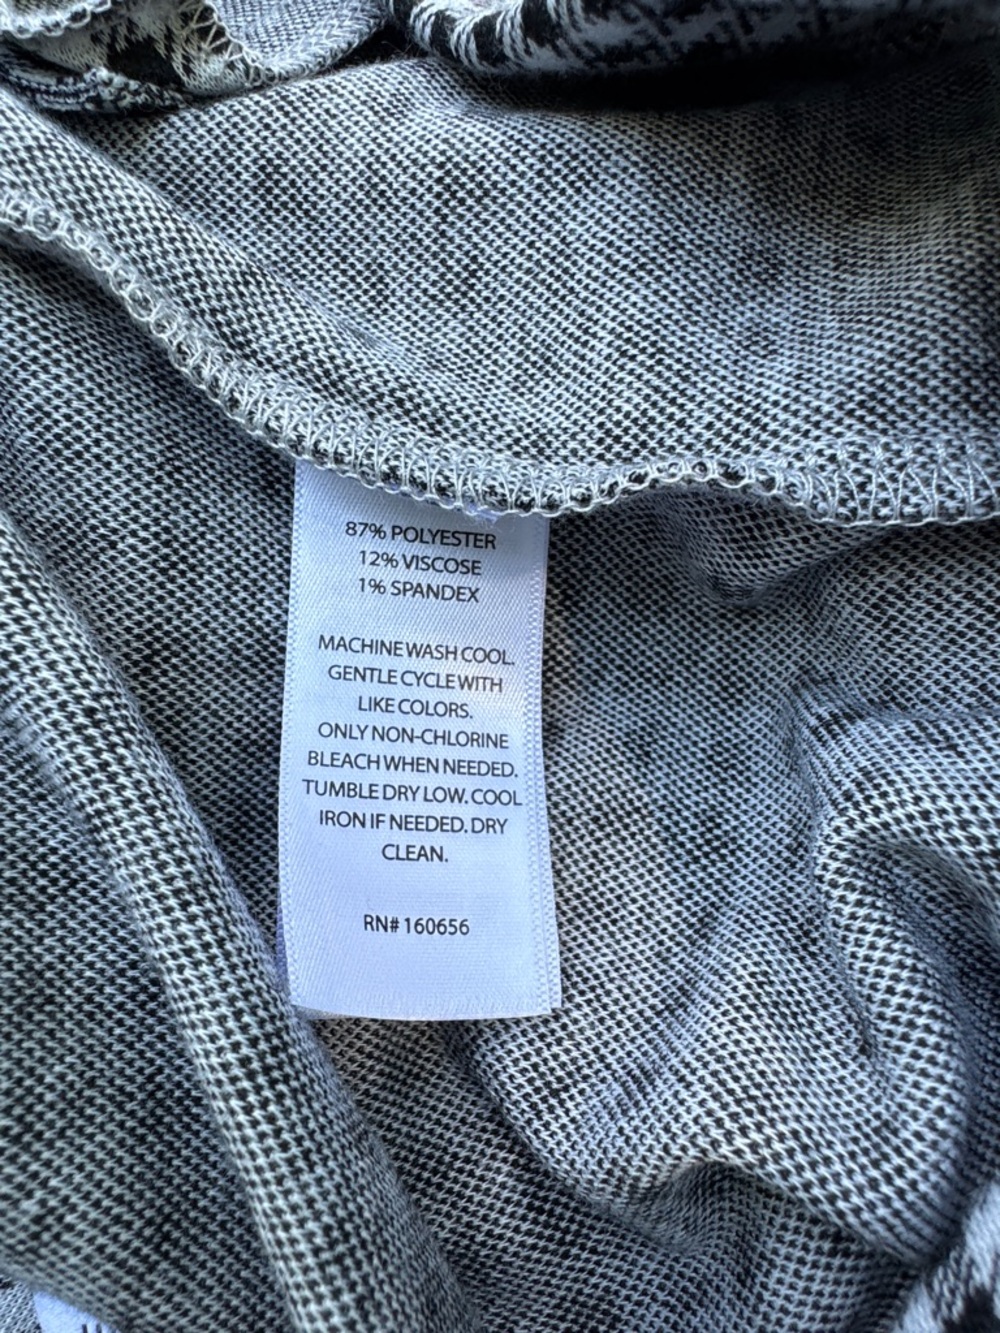 87% POLYESTER
12% VISCOSE
1% SPANDEX
MACHINE WASH COOL.
GENTLE CYCLE WITH
LIKE COLORS.
ONLY NON-CHLORINE
BLEACH WHEN NEEDED.
TUMBLE DRY LOW. COOL
IRON IF NEEDED. DRY
CLEAN.
RN# 160656